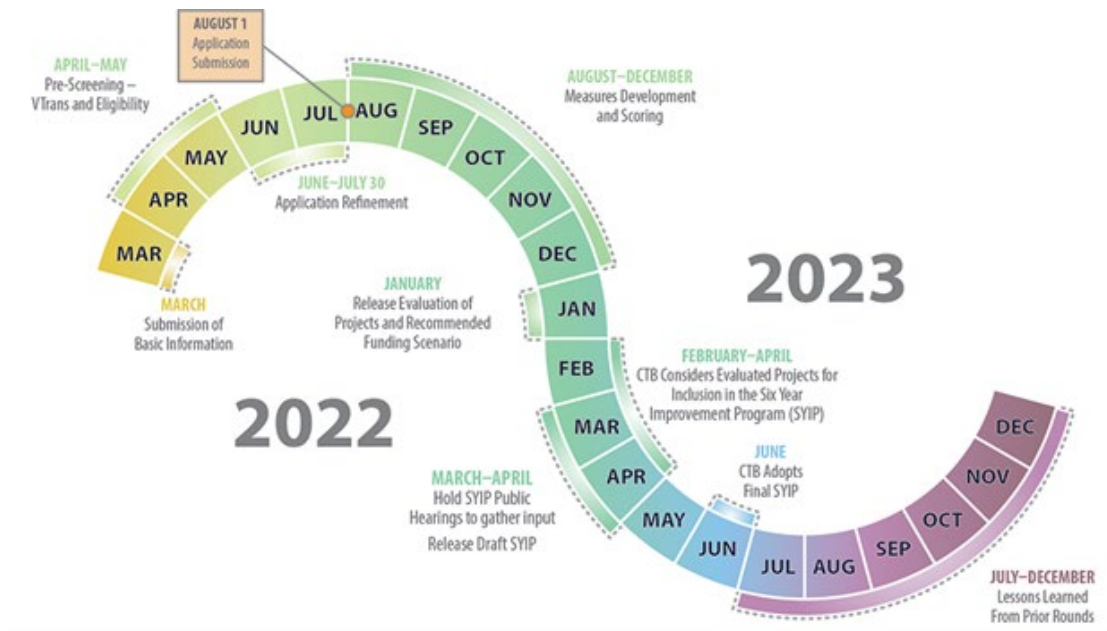 AUGUST 1
Application
Submission
APRIL–MAY
Pre-Screening –
VTrans and Eligibility
AUGUST–DECEMBER
Measures Development
and Scoring
MAR
APR
MAY
JUN
JUL
AUG
SEP
OCT
NOV
DEC
JUNE–JULY 30
Application Refinement
MARCH
Submission of
Basic Information
2022
2023
JANUARY
Release Evaluation of
Projects and Recommended
Funding Scenario
JAN
FEB
MAR
APR
MAY
JUN
JUL
AUG
SEP
OCT
NOV
DEC
FEBRUARY–APRIL
CTB Considers Evaluated Projects for
Inclusion in the Six Year
Improvement Program (SYIP)
MARCH–APRIL
Hold SYIP Public
Hearings to gather input
Release Draft SYIP
JUNE
CTB Adopts
Final SYIP
JULY–DECEMBER
Lessons Learned
From Prior Rounds